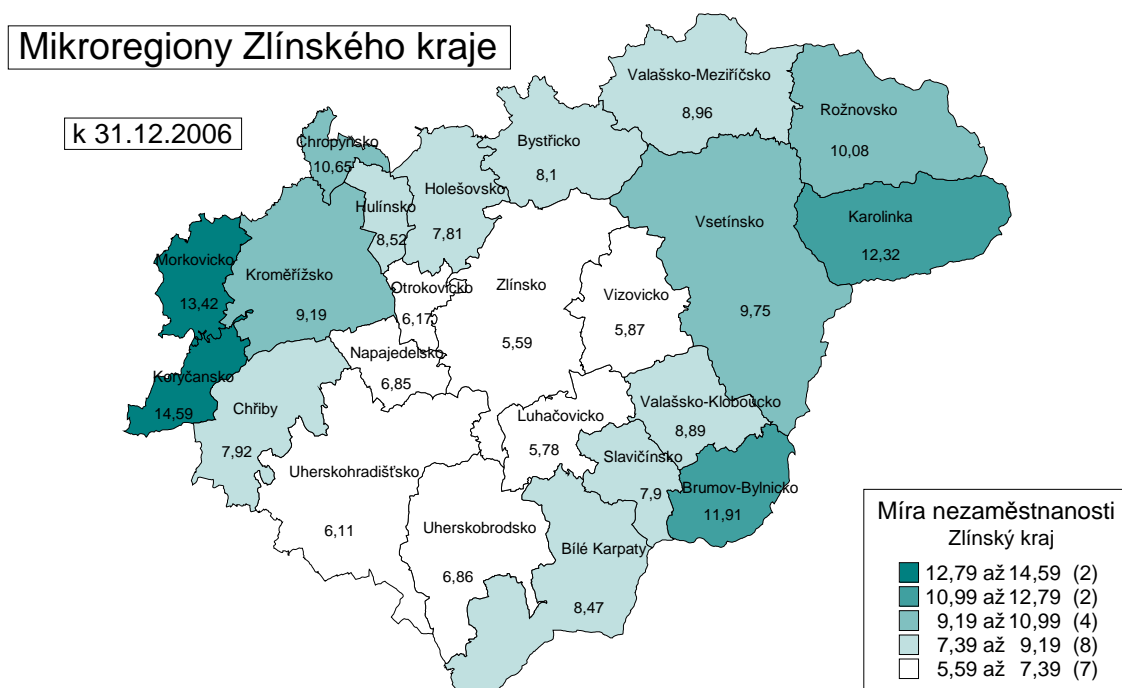 Mikroregiony Zlínského kraje
k 31.12.2006
Valašsko-Meziříčsko
8,96
Rožnovsko
10,08
Chropyňsko
10,65
Bystřicko
8,1
Holešovsko
7,81
Hulínsko
8,52
Vsetínsko
9,75
Karolinka
12,32
Morkovicko
13,42
Kroměřížsko
9,19
Otrokovicko
6,17
Zlínsko
5,59
Vizovicko
5,87
Napajedelsko
6,85
Koryčansko
14,59
Chřiby
7,92
Luhačovicko
5,78
Valašsko-Kloboucko
8,89
Slavičínsko
7,9
Brumov-Bylnicko
11,91
Uherskohradišťsko
6,11
Uherskobrodsko
6,86
Bílé Karpaty
8,47
Míra nezaměstnanosti
Zlínský kraj
12,79 až 14,59 (2)
10,99 až 12,79 (2)
9,19 až 10,99 (4)
7,39 až 9,19 (8)
5,59 až 7,39 (7)